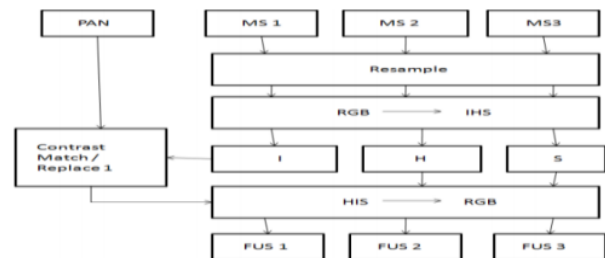 PAN MS 1 MS 2 MS3
Resample
RGB IHS
Contrast
Match /
Replace 1
I H S
HIS RGB
FUS 1 FUS 2 FUS 3